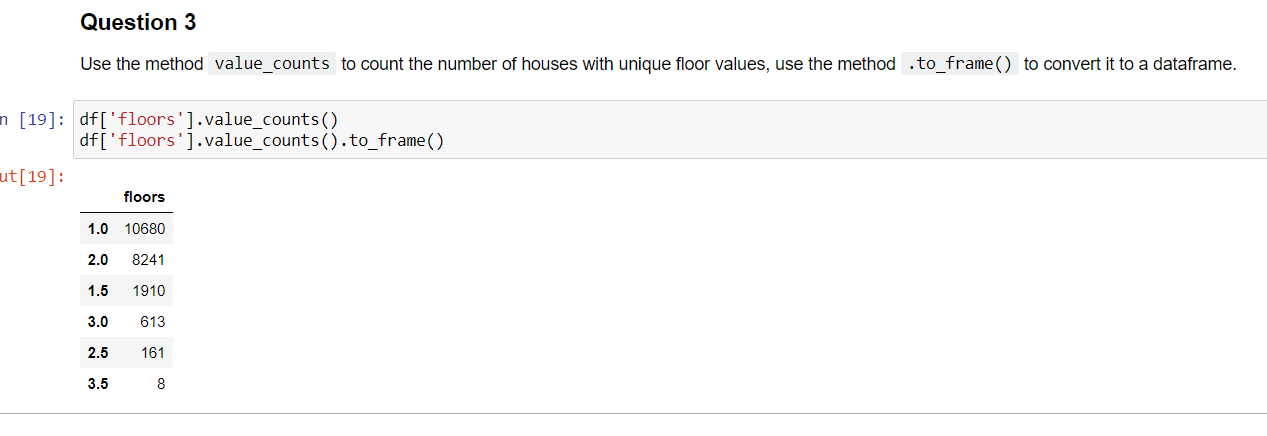 Question 3
Use the method value_counts to count the number of houses with unique floor values, use the method .to_frame() to convert it to a dataframe.
n [19]: df['floors'].value_counts()
df['floors'].value_counts().to_frame()
ut[19]:
floors
1.0 10680
2.0 8241
1.5 1910
3.0 613
2.5 161
3.5 8